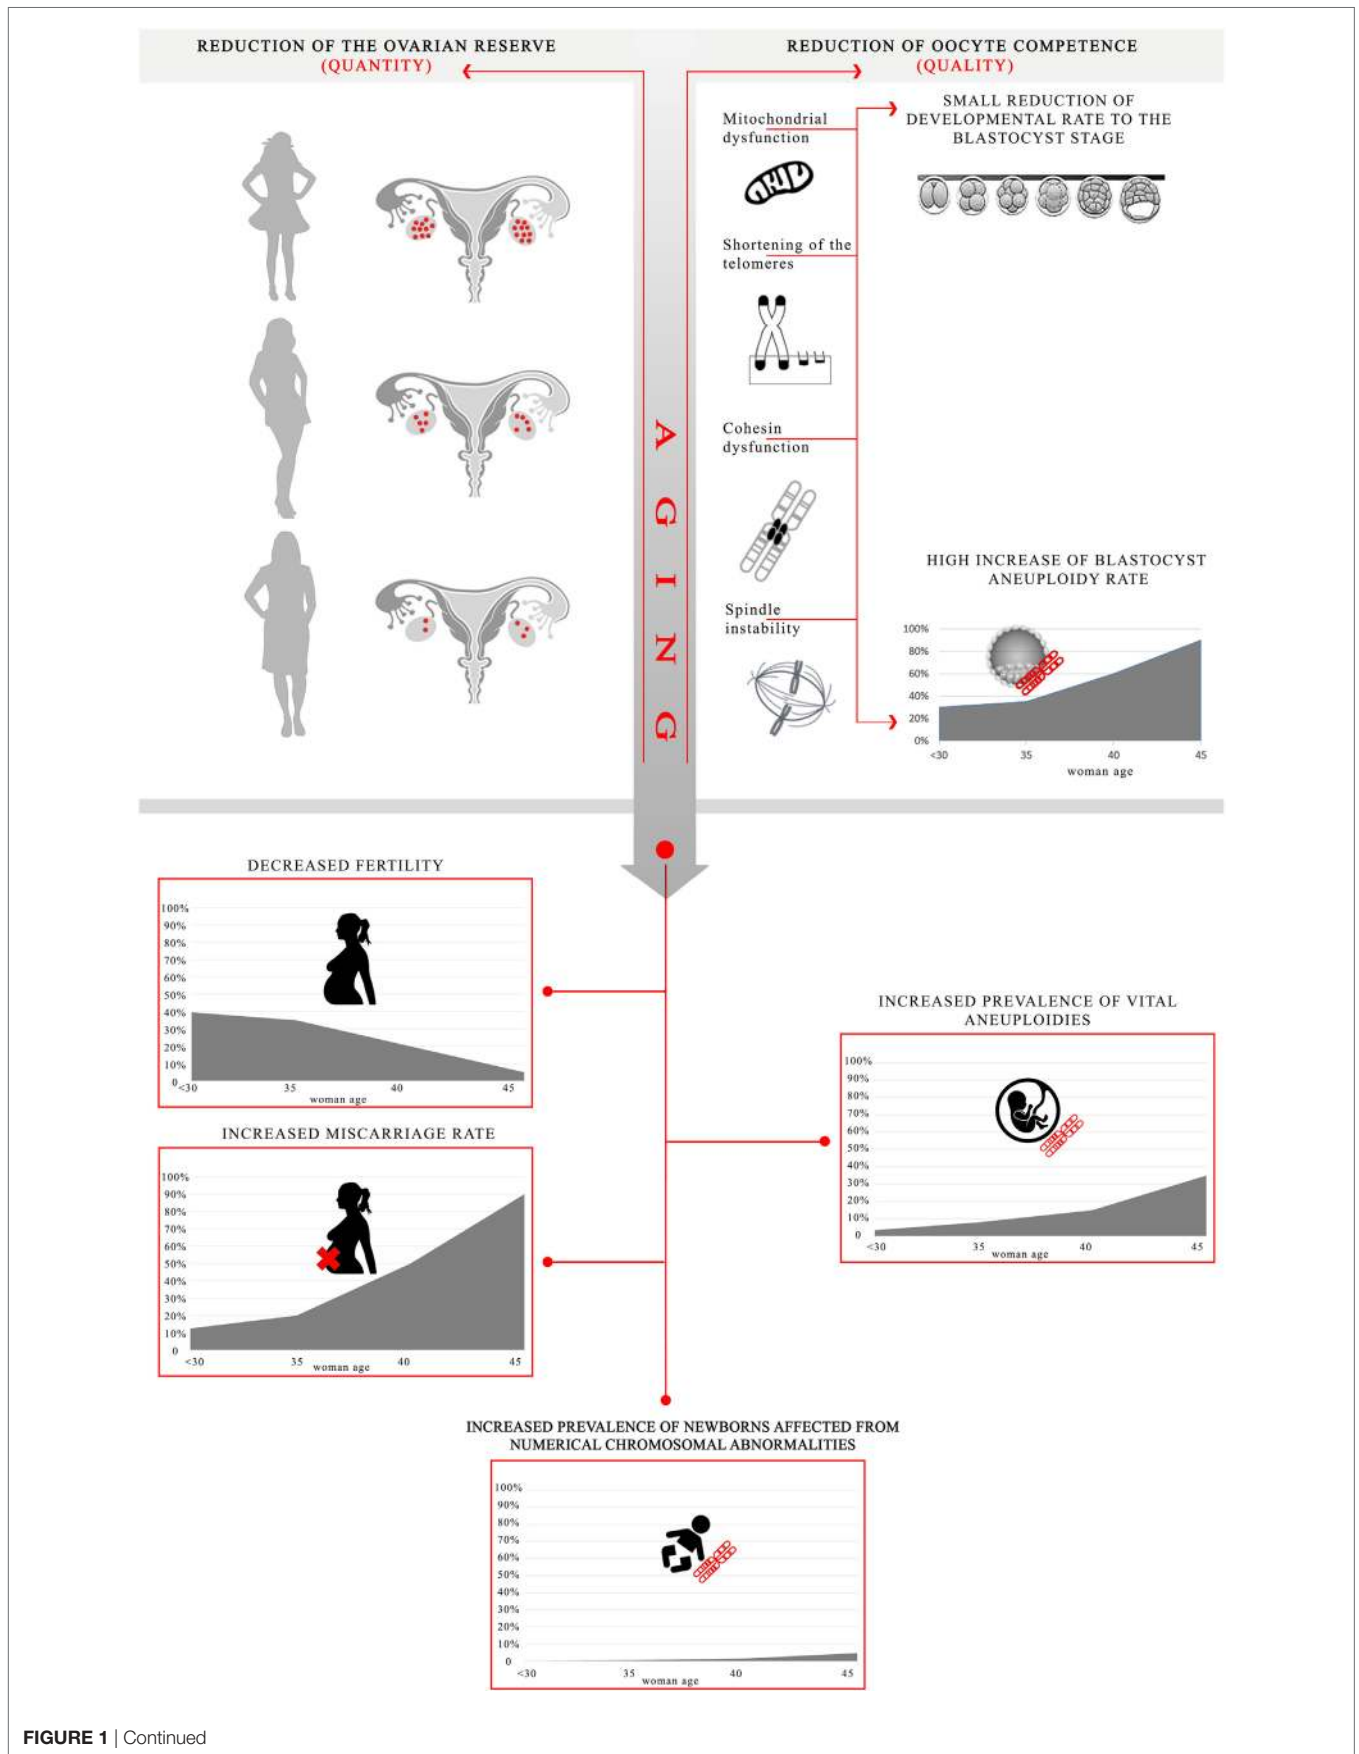 REDUCTION OF THE OVARIAN RESERVE
(QUANTITY)
REDUCTION OF OOCYTE COMPETENCE
(QUALITY)
Mitochondrial
dysfunction
SMALL REDUCTION OF
DEVELOPMENTAL RATE TO THE
BLASTOCYST STAGE
Shortening of the
telomeres
Cohesin
dysfunction
Spindle
instability
AGING
HIGH INCREASE OF BLASTOCYST
ANEUPLOIDY RATE
100%
80%
60%
40%
20%
0%
<30 35 40 45
woman age
DECREASED FERTILITY
100%
90%
80%
70%
60%
50%
40%
30%
20%
10%
0
<30 35 40 45
woman age
INCREASED PREVALENCE OF VITAL
ANEUPLOIDIES
100%
90%
80%
70%
60%
50%
40%
30%
20%
10%
0
<30 35 40 45
woman age
INCREASED MISCARRIAGE RATE
100%
90%
80%
70%
60%
50%
40%
30%
20%
10%
0
<30 35 40 45
woman age
INCREASED PREVALENCE OF NEWBORNS AFFECTED FROM
NUMERICAL CHROMOSOMAL ABNORMALITIES
100%
90%
80%
70%
60%
50%
40%
30%
20%
10%
0
<30 35 40 45
woman age
FIGURE 1 | Continued